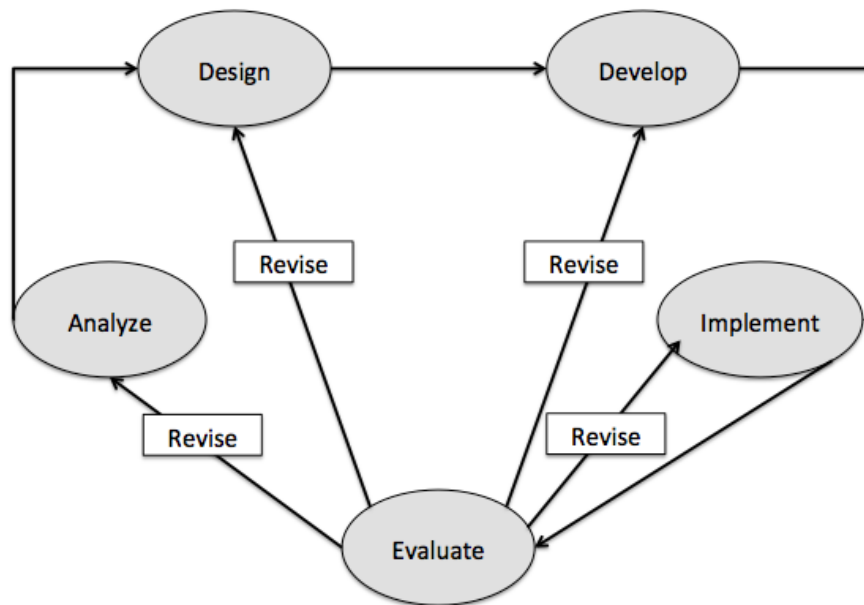 Design
Develop
Revise
Revise
Analyze
Implement
Revise
Revise
Evaluate